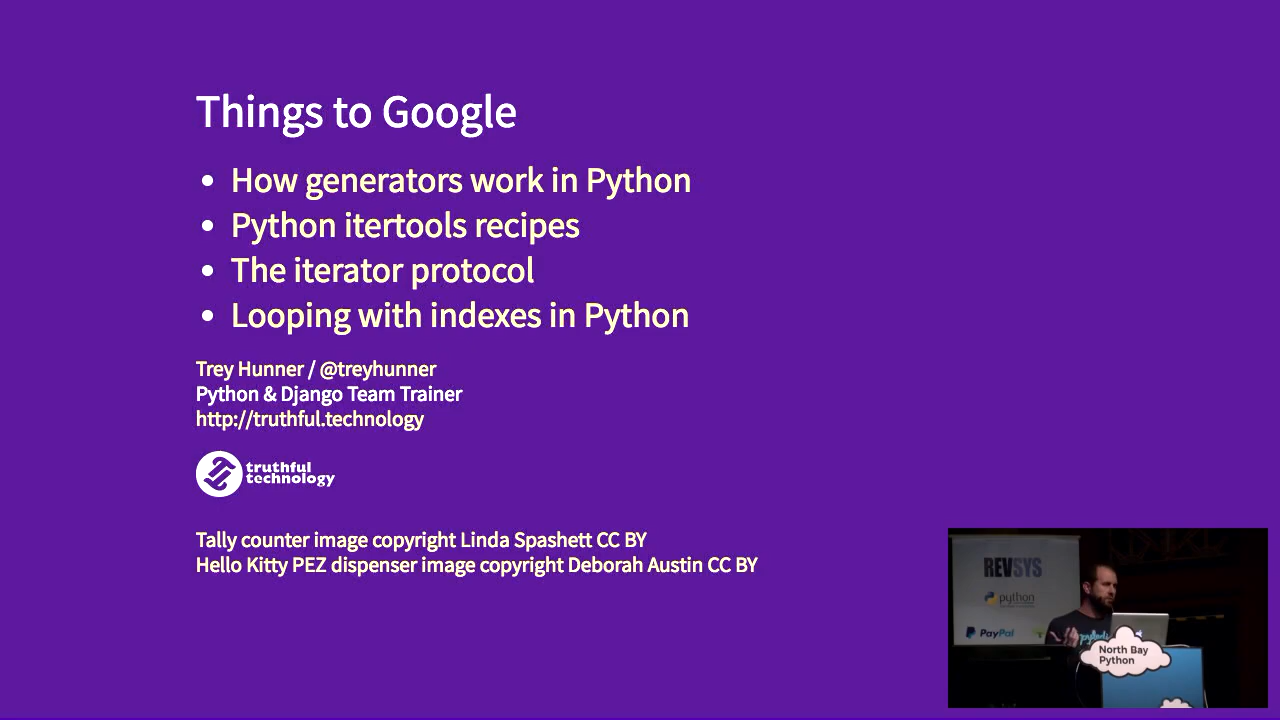 Things to Google
How generators work in Python
Python itertools recipes
The iterator protocol
Looping with indexes in Python
Trey Hunner / @treyhunner
Python & Django Team Trainer
http://truthful.technology
truthful
technology
Tally counter image copyright Linda Spashett CC BY
Hello Kitty PEZ dispenser image copyright Deborah Austin CC BY
REVSYS
python
PayPal
North Bay
Python